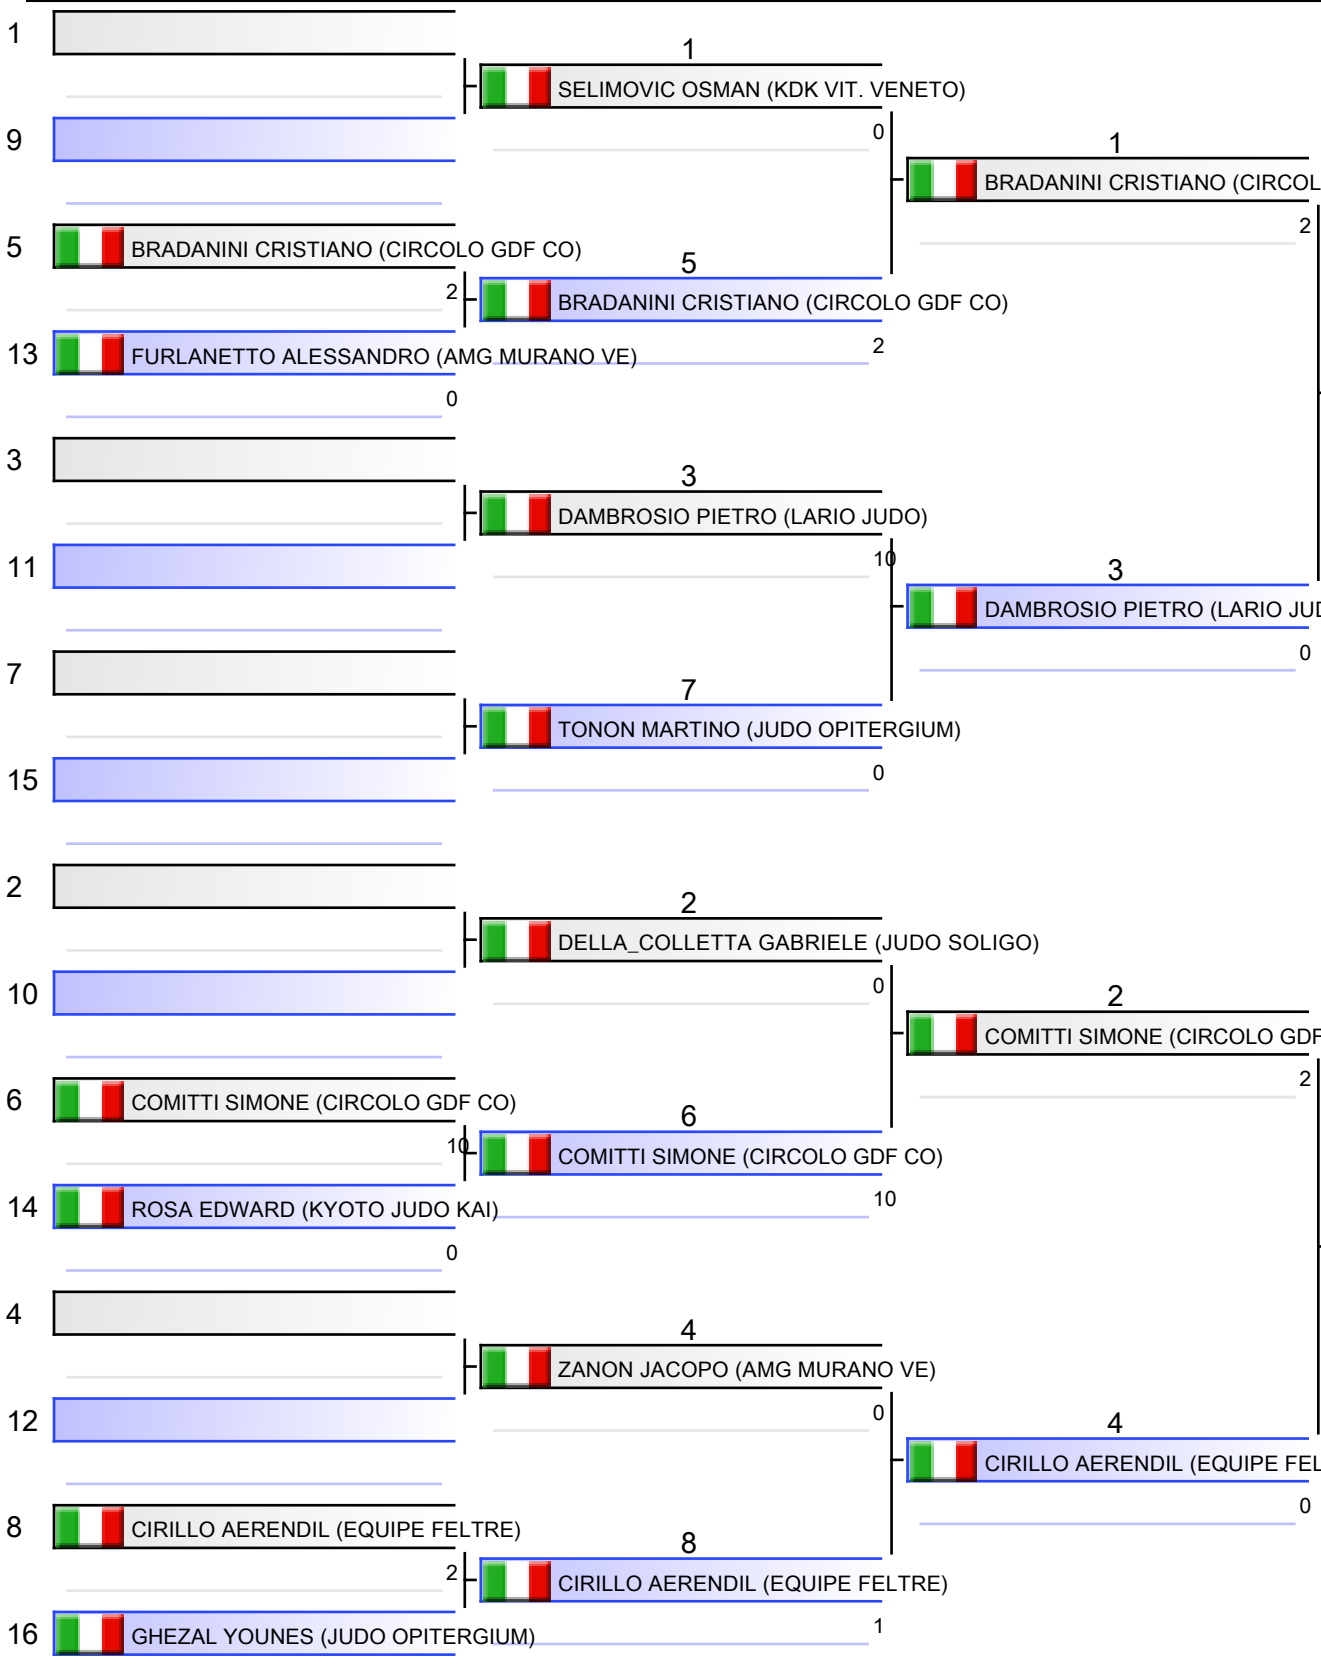 1
1
SELIMOVIC OSMAN (KDK VIT. VENETO)
0
9
1
BRADANINI CRISTIANO (CIRCOL
2
5
BRADANINI CRISTIANO (CIRCOLO GDF CO)
2
5
BRADANINI CRISTIANO (CIRCOLO GDF CO)
2
13
FURLANETTO ALESSANDRO (AMG MURANO VE)
0
3
3
DAMBROSIO PIETRO (LARIO JUDO)
10
11
3
DAMBROSIO PIETRO (LARIO JUD
0
7
7
TONON MARTINO (JUDO OPITERGIUM)
0
15
2
2
DELLA_COLLETTA GABRIELE (JUDO SOLIGO)
0
10
2
COMITTI SIMONE (CIRCOLO GDF
2
6
COMITTI SIMONE (CIRCOLO GDF CO)
10
6
COMITTI SIMONE (CIRCOLO GDF CO)
10
14
ROSA EDWARD (KYOTO JUDO KAI)
0
4
4
ZANON JACOPO (AMG MURANO VE)
0
12
4
CIRILLO AERENDIL (EQUIPE FEL
0
8
CIRILLO AERENDIL (EQUIPE FELTRE)
2
8
CIRILLO AERENDIL (EQUIPE FELTRE)
1
16
GHEZAL YOUNES (JUDO OPITERGIUM)